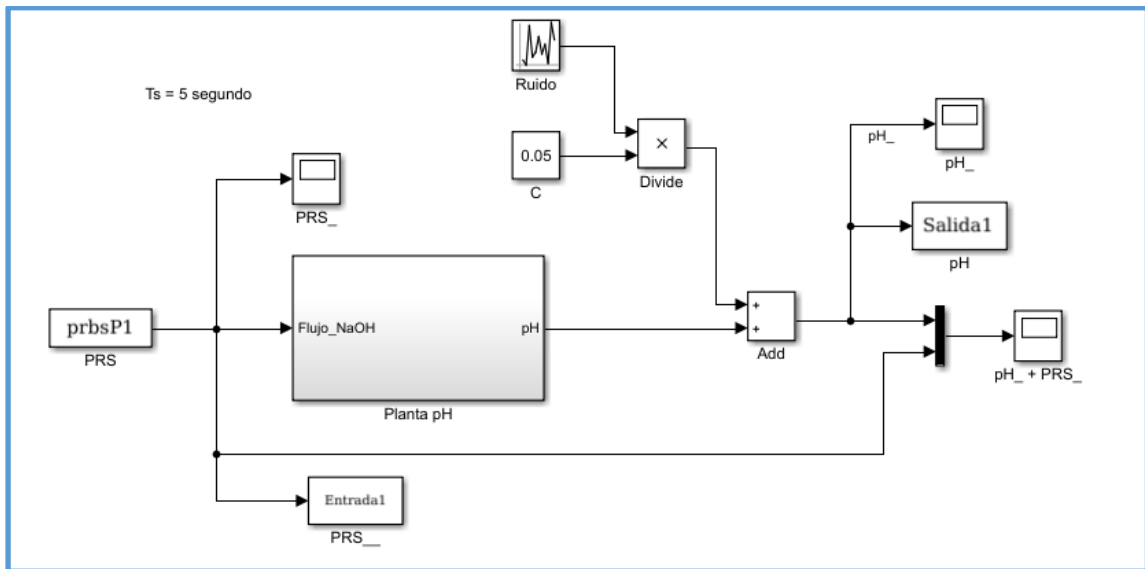 Ruido
Ts = 5 segundo
0.05
C
×
Divide
pH_
pH_
PRS_
Salida1
pH
Flujo_NaOH
pH
Planta pH
prbsP1
PRS
+
+
Add
pH_ + PRS_
Entrada1
PRS__